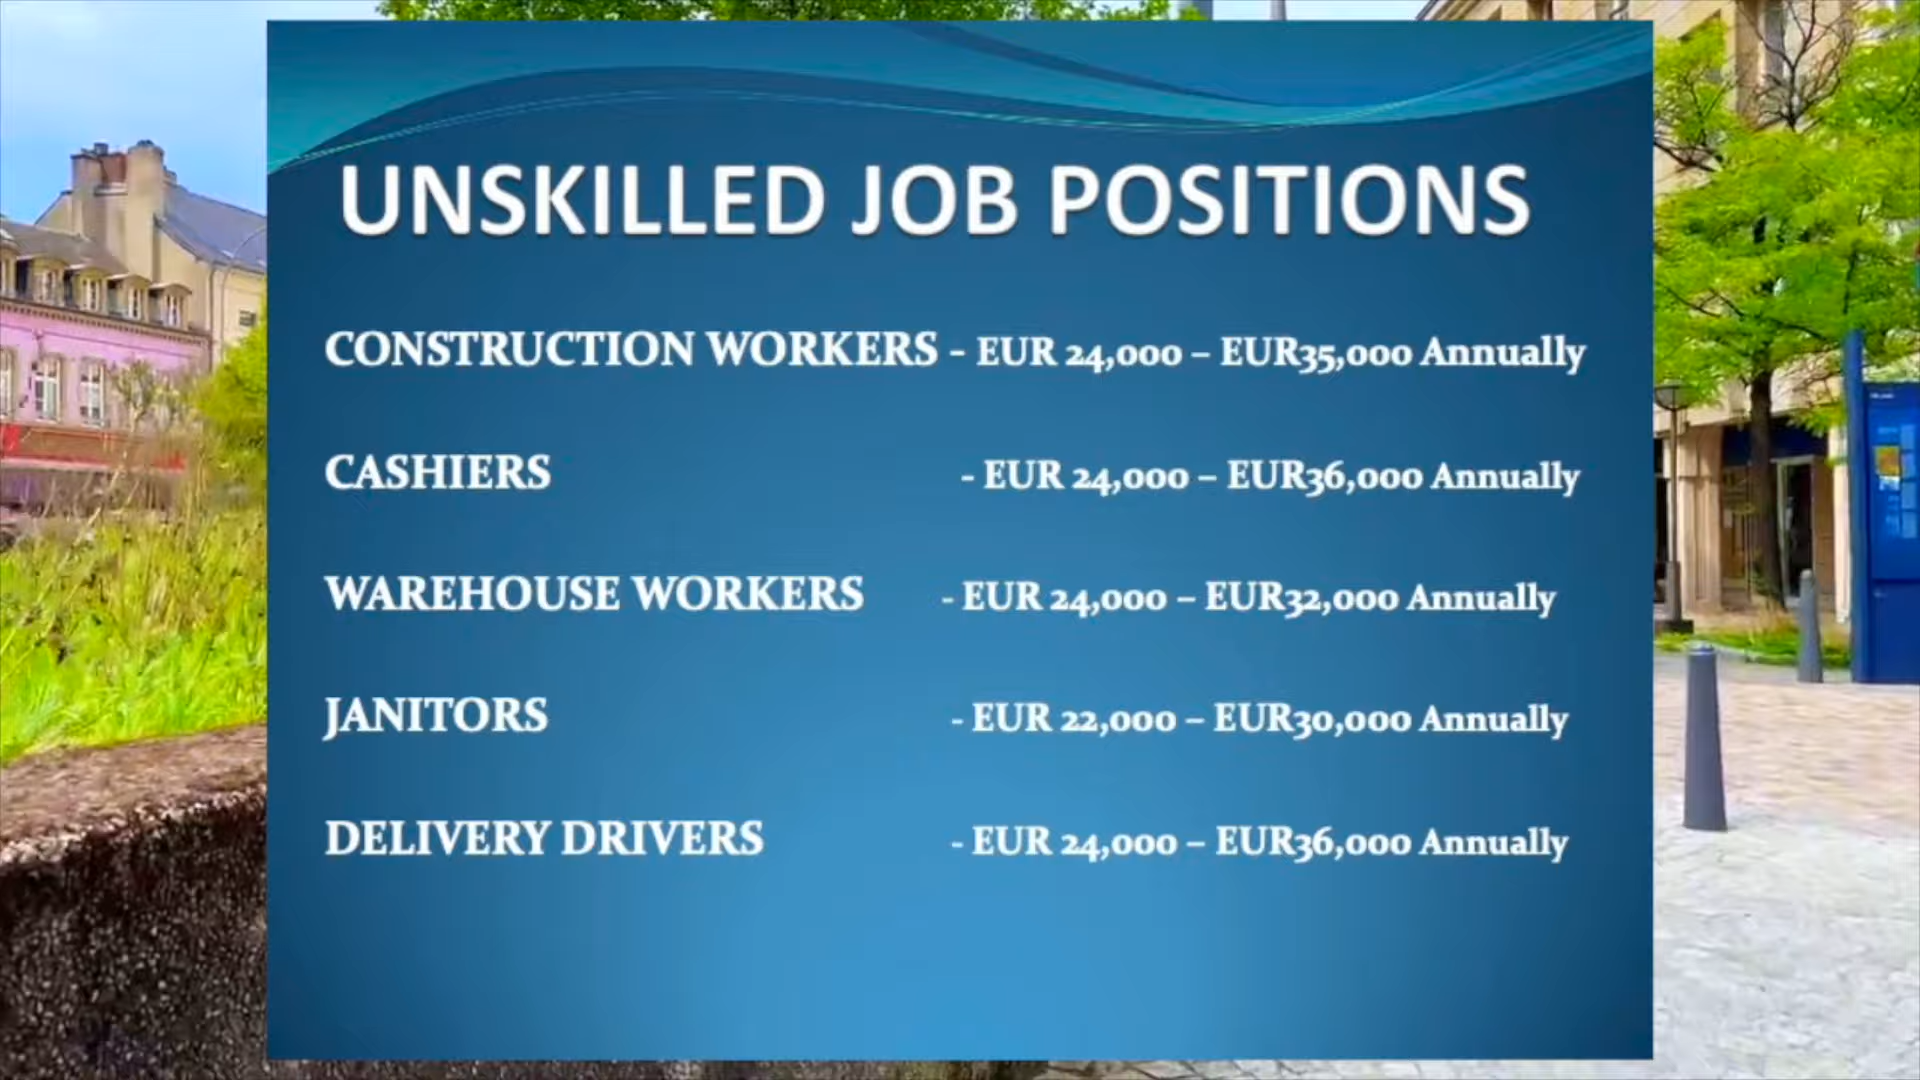 UNSKILLED JOB POSITIONS
CONSTRUCTION WORKERS - EUR 24,000 – EUR35,000 Annually
CASHIERS - EUR 24,000 – EUR36,000 Annually
WAREHOUSE WORKERS - EUR 24,000 – EUR32,000 Annually
JANITORS - EUR 22,000 – EUR30,000 Annually
DELIVERY DRIVERS - EUR 24,000 – EUR36,000 Annually